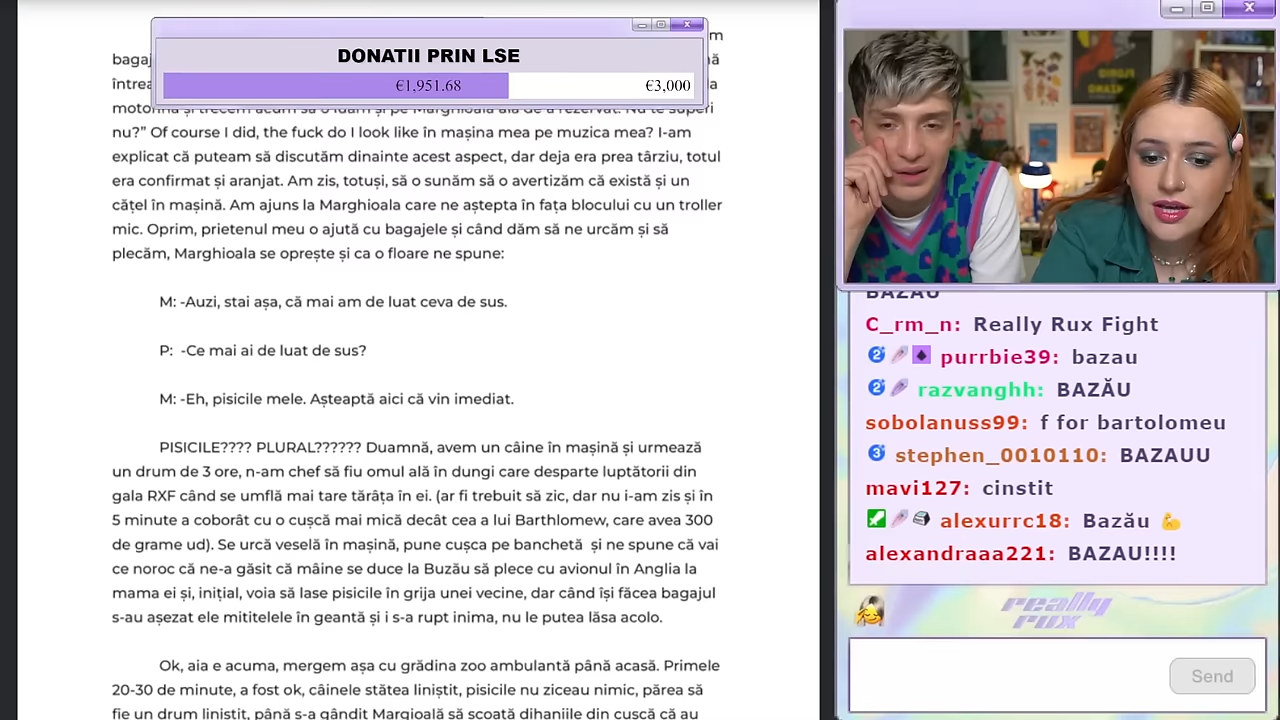 DONATII PRIN LSE
€1,951.68
€3,000
m
bagaj
ă
între
a
nu?” Of course I did, the fuck do I look like în mașina mea pe muzica mea? I-am
explicat că puteam să discutăm dinainte acest aspect, dar deja era prea târziu, totul
era confirmat și aranjat. Am zis, totuși, să o sunăm să o avertizăm că există și un
cățel în mașină. Am ajuns la Marghioala care ne aștepta în fața blocului cu un troller
mic. Oprim, prietenul meu o ajută cu bagajele și când dăm să ne urcăm și să
plecăm, Marghioala se oprește și ca o floare ne spune:
M: -Auzi, stai așa, că mai am de luat ceva de sus.
P: -Ce mai ai de luat de sus?
M: -Eh, pisicile mele. Așteaptă aici că vin imediat.
PISICILE???? PLURAL?????? Duamnă, avem un câine în mașină și urmează
un drum de 3 ore, n-am chef să fiu omul ală în dungi care desparte luptătorii din
gala RXF când se umflă mai tare tărâța în ei. (ar fi trebuit să zic, dar nu i-am zis și în
5 minute a coborât cu o cușcă mai mică decât cea a lui Barthlomew, care avea 300
de grame ud). Se urcă veselă în mașină, pune cușca pe banchetă și ne spune că vai
ce noroc că ne-a găsit că mâine se duce la Buzău să plece cu avionul în Anglia la
mama ei și, inițial, voia să lase pisicile în grija unei vecine, dar când își făcea bagajul
s-au așezat ele mititelele în geantă și i s-a rupt inima, nu le putea lăsa acolo.
Ok, aia e acuma, mergem așa cu grădina zoo ambulantă până acasă. Primele
20-30 de minute, a fost ok, câinele stătea liniștit, pisicile nu ziceau nimic, părea să
fie un drum liniștit, până s-a gândit Margioală să scoată dihaniile din cușcă că au
BAZAU
C_rm_n: Really Rux Fight
purrbie39: bazau
razvanghh: BAZĂU
sobolanuss99: f for bartolomeu
stephen_0010110: BAZAUU
mavi127: cinstit
alexurrc18: Bazău 💪
alexandraaa221: BAZAU!!!!
really
rux
Send